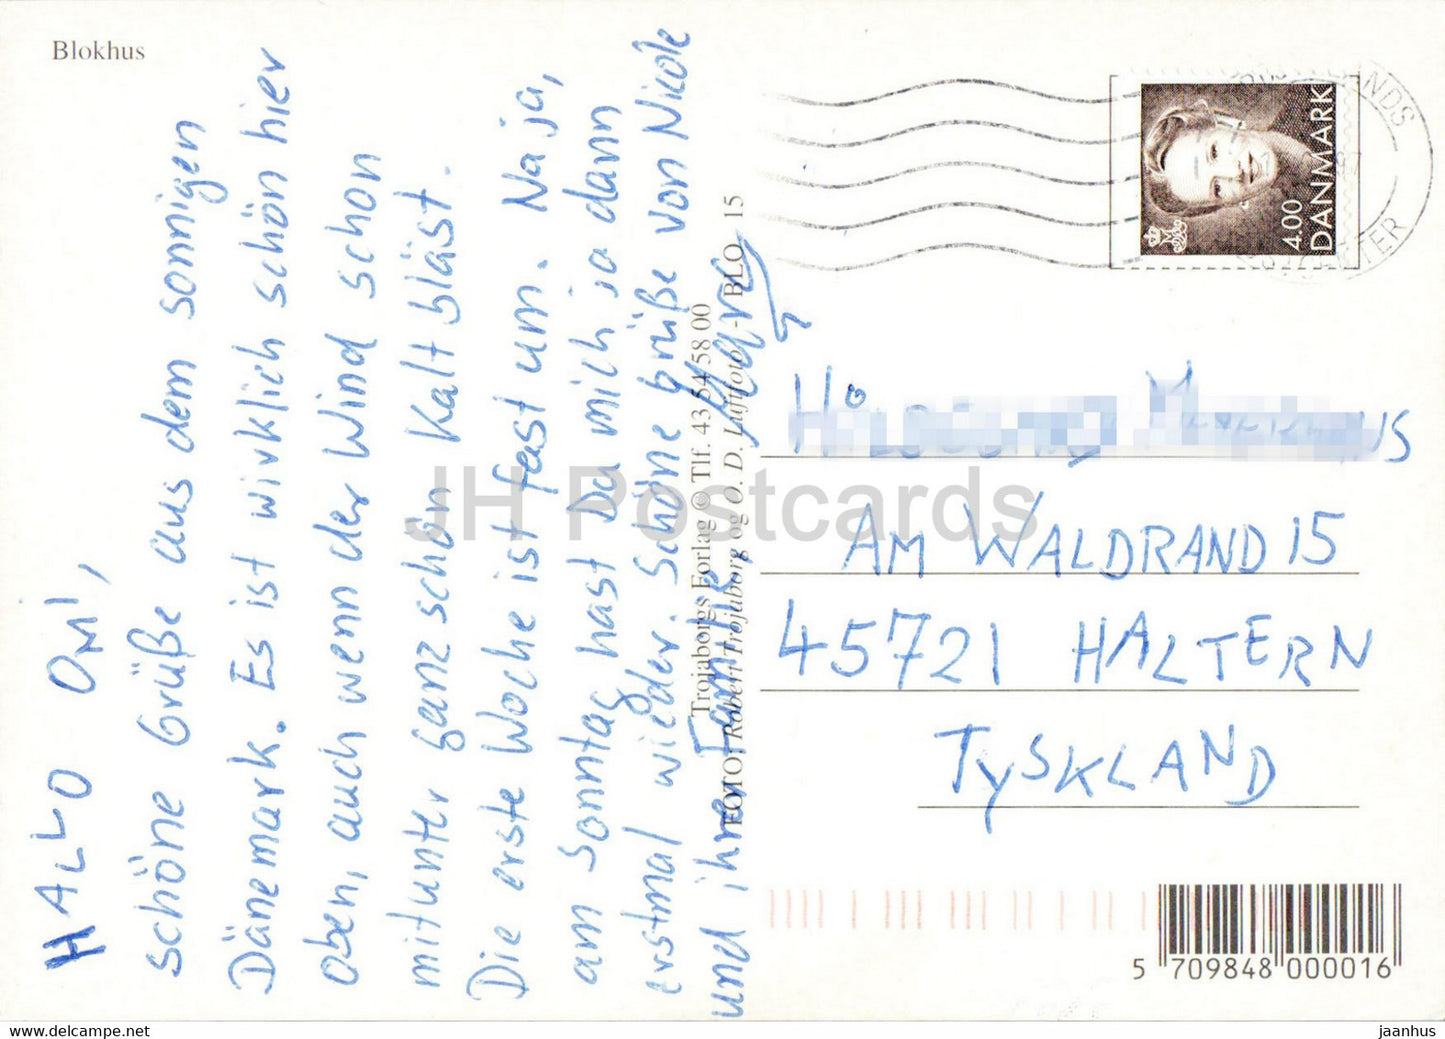 Blokhus
HALLO OMI,
schöne Grüße aus dem sonnigen
Dänemark. Es ist wirklich schön hier
oben, auch wenn der Wind schon
mitunter ganz schön kalt bläst.
Die erste Woche ist fast um. Na ja,
am Sonntag hast Du mich ja dann
erstmal wieder. Schöne Grüße von Nicole
und ihrer Familie,
Trojaborgs Forlag © Tlf. 43 54 58 00
FOTO: Robert Trojaborg og O. D. Luftfoto - BLO 15
4.00
DANMARK
AM WALDRAND 15
45721 HALTERN
TYSKLAND
5 709848 000016
JH Postcards
www.delcampe.net
jaanhus